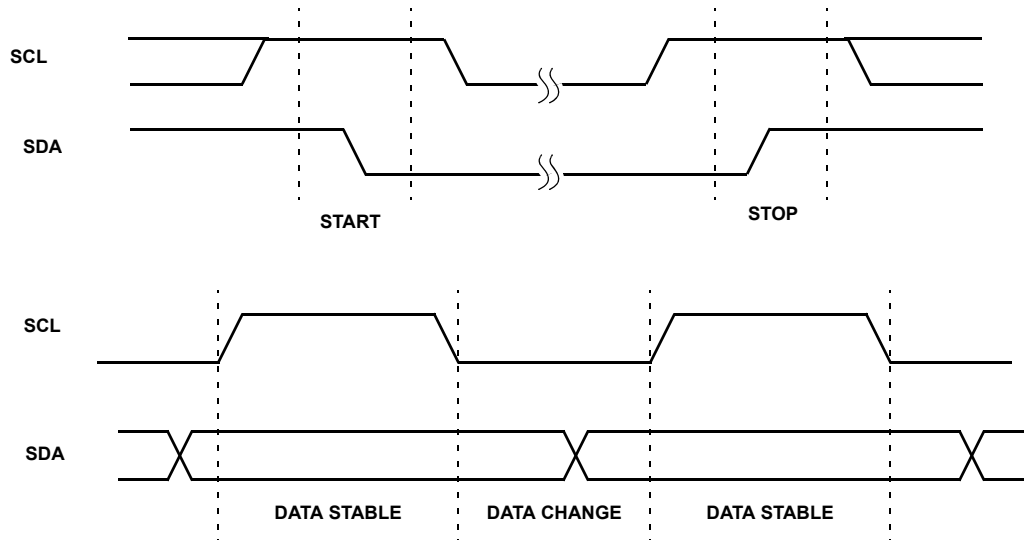 SCL
SDA
START
STOP
SCL
SDA
DATA STABLE
DATA CHANGE
DATA STABLE